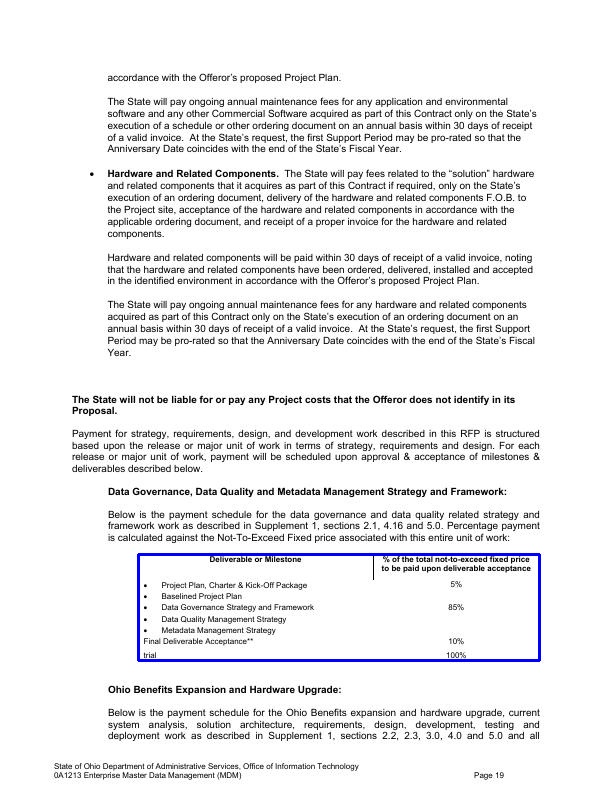 accordance with the Offeror's proposed Project Plan.
The State will pay ongoing annual maintenance fees for any application and environmental
software and any other Commercial Software acquired as part of this Contract only on the State's
execution of a schedule or other ordering document on an annual basis within 30 days of receipt
of a valid invoice.  At the State's request, the first Support Period may be pro-rated so that the
Anniversary Date coincides with the end of the State's Fiscal Year.
• Hardware and Related Components.  The State will pay fees related to the “solution” hardware
and related components that it acquires as part of this Contract if required, only on the State's
execution of an ordering document, delivery of the hardware and related components F.O.B. to
the Project site, acceptance of the hardware and related components in accordance with the
applicable ordering document, and receipt of a proper invoice for the hardware and related
components.
Hardware and related components will be paid within 30 days of receipt of a valid invoice, noting
that the hardware and related components have been ordered, delivered, installed and accepted
in the identified environment in accordance with the Offeror's proposed Project Plan.
The State will pay ongoing annual maintenance fees for any hardware and related components
acquired as part of this Contract only on the State's execution of an ordering document on an
annual basis within 30 days of receipt of a valid invoice.  At the State's request, the first Support
Period may be pro-rated so that the Anniversary Date coincides with the end of the State's Fiscal
Year.
The State will not be liable for or pay any Project costs that the Offeror does not identify in its
Proposal.
Payment for strategy, requirements, design, and development work described in this RFP is structured
based upon the release or major unit of work in terms of strategy, requirements and design. For each
release or major unit of work, payment will be scheduled upon approval & acceptance of milestones &
deliverables described below.
Data Governance, Data Quality and Metadata Management Strategy and Framework:
Below is the payment schedule for the data governance and data quality related strategy and
framework work as described in Supplement 1, sections 2.1, 4.16 and 5.0. Percentage payment
is calculated against the Not-To-Exceed Fixed price associated with this entire unit of work:
Deliverable or Milestone % of the total not-to-exceed fixed price
to be paid upon deliverable acceptance
• Project Plan, Charter & Kick-Off Package 5%
• Baselined Project Plan
• Data Governance Strategy and Framework 85%
• Data Quality Management Strategy
• Metadata Management Strategy
Final Deliverable Acceptance** 10%
trial 100%
Ohio Benefits Expansion and Hardware Upgrade:
Below is the payment schedule for the Ohio Benefits expansion and hardware upgrade, current
system analysis, solution architecture, requirements, design, development, testing and
deployment work as described in Supplement 1, sections 2.2, 2.3, 3.0, 4.0 and 5.0 and all
State of Ohio Department of Administrative Services, Office of Information Technology
0A1213 Enterprise Master Data Management (MDM) Page 19